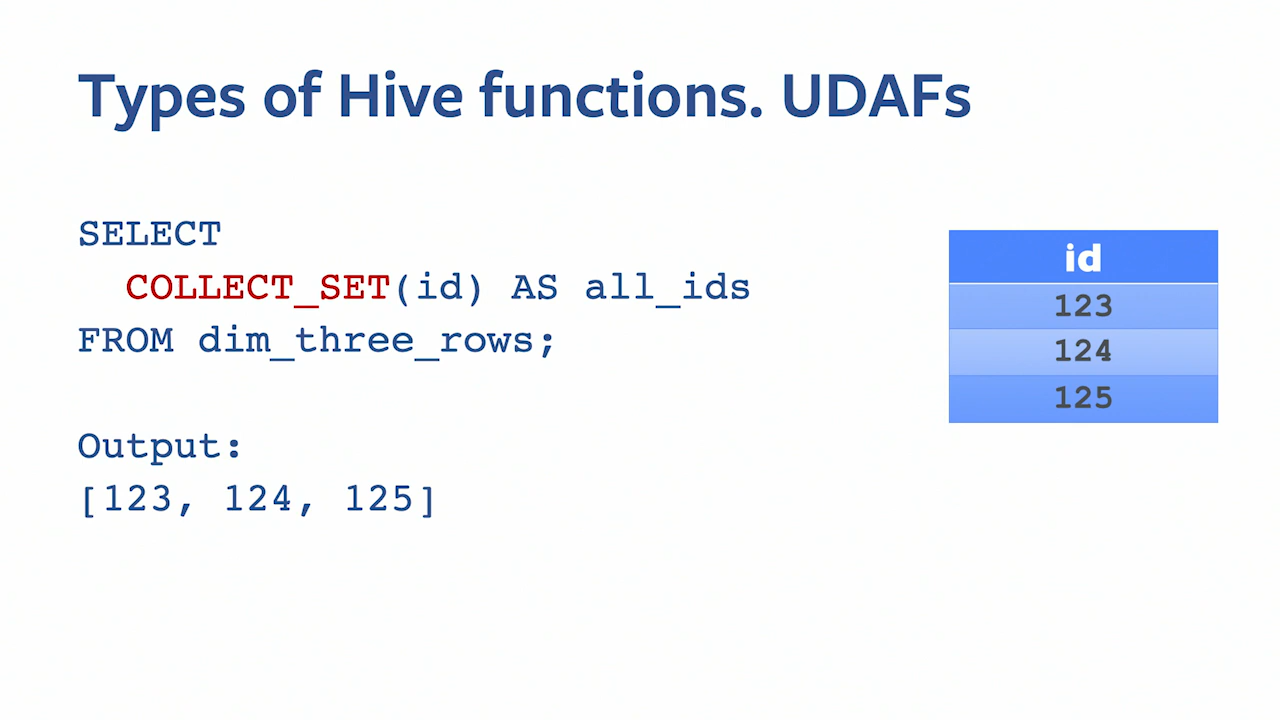 Types of Hive functions. UDAFs
SELECT
COLLECT_SET(id) AS all_ids
FROM dim_three_rows;
Output:
[123, 124, 125]
id
123
124
125